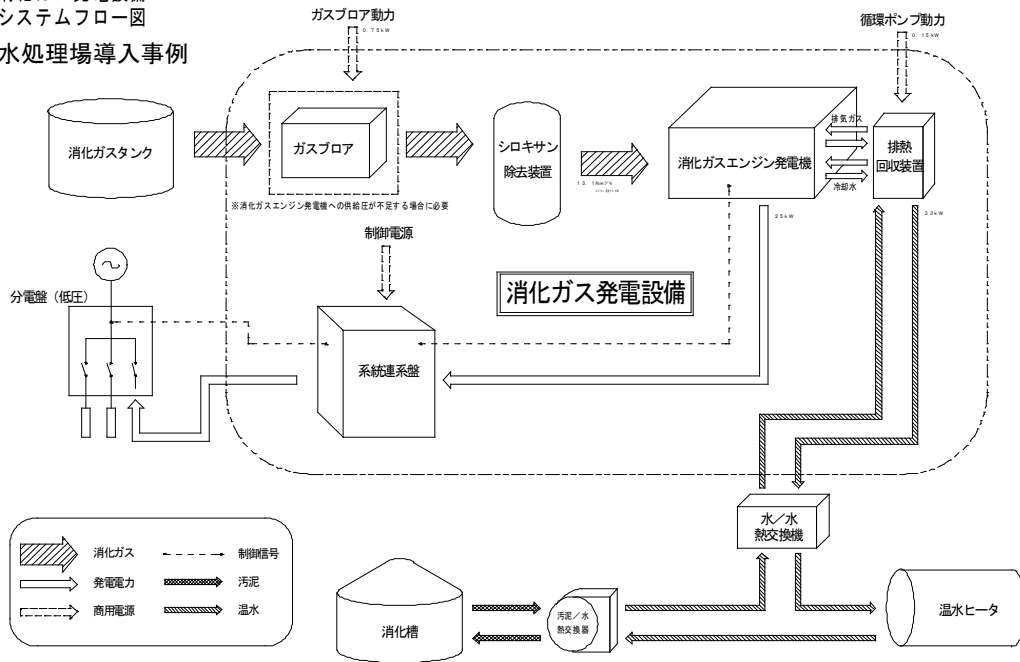 システムフロー図
水処理場導入事例
ガスブロア動力
0.75kW
循環ポンプ動力
0.15kW
消化ガスタンク
ガスブロア
シロキサン
除去装置
消化ガスエンジン発電機
排気ガス
冷却水
排熱
回収装置
※消化ガスエンジン発電機への供給圧が不足する場合に必要
13.1Nm³/h
25kW
33kW
制御電源
分電盤（低圧）
消化ガス発電設備
系統連系盤
水／水
熱交換機
消化ガス
制御信号
発電電力
汚泥
商用電源
温水
消化槽
汚泥／水
熱交換器
温水ヒータ